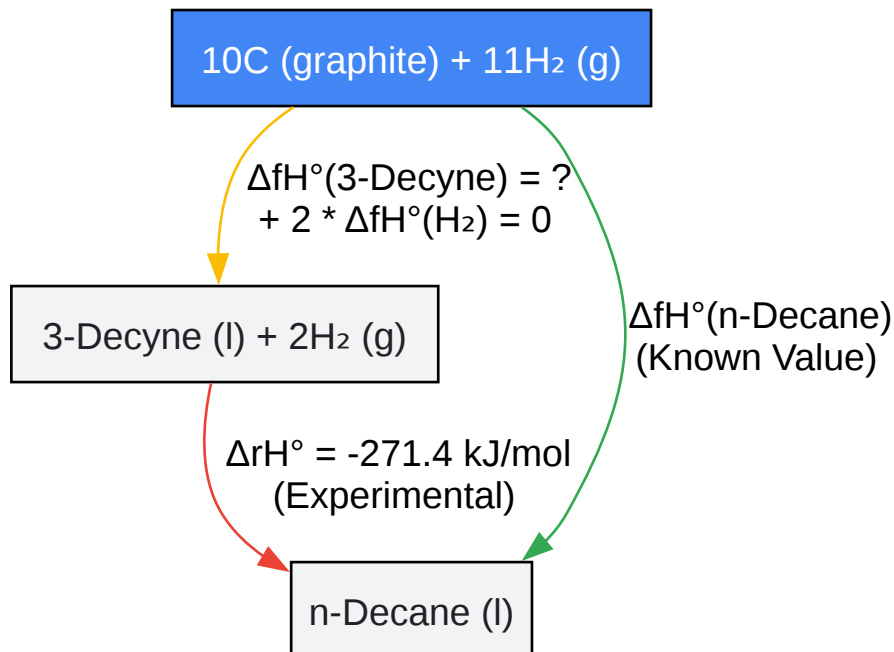 10C (graphite) + 11H₂ (g)
ΔfH°(3-Decyne) = ?
+ 2 * ΔfH°(H₂) = 0
ΔfH°(n-Decane)
(Known Value)
3-Decyne (l) + 2H₂ (g)
ΔrH° = -271.4 kJ/mol
(Experimental)
n-Decane (l)